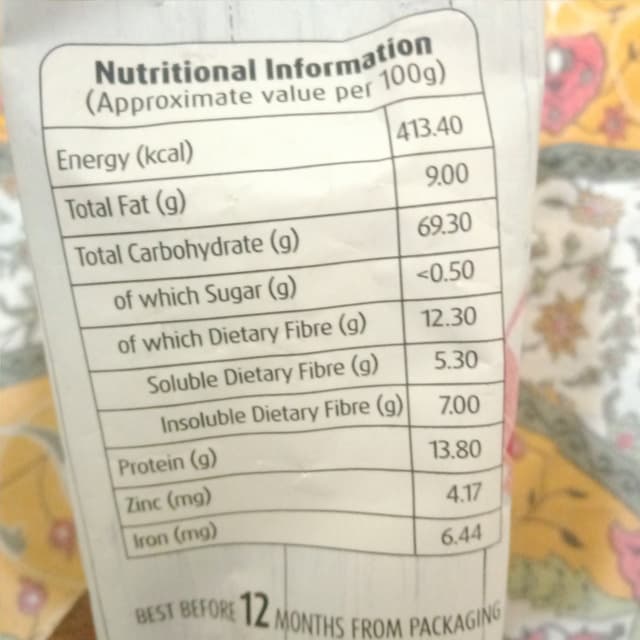 Nutritional Information
(Approximate value per 100g)
Energy (kcal) 413.40
Total Fat (g) 9.00
Total Carbohydrate (g) 69.30
of which Sugar (g) <0.50
of which Dietary Fibre (g) 12.30
Soluble Dietary Fibre (g) 5.30
Insoluble Dietary Fibre (g) 7.00
Protein (g) 13.80
Zinc (mg) 4.17
Iron (mg) 6.44
BEST BEFORE 12 MONTHS FROM PACKAGING